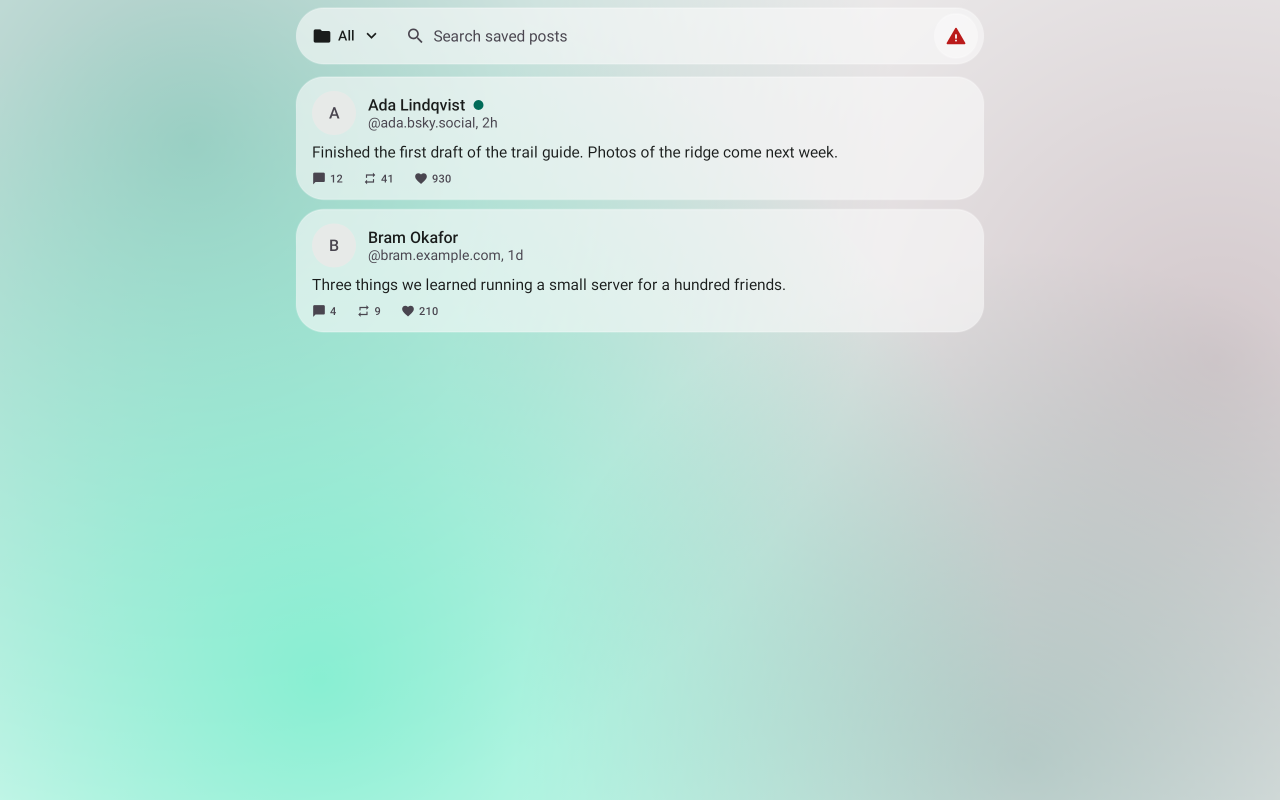 All
Search saved posts
A
Ada Lindqvist
@ada.bsky.social, 2h
Finished the first draft of the trail guide. Photos of the ridge come next week.
12 41 930
B
Bram Okafor
@bram.example.com, 1d
Three things we learned running a small server for a hundred friends.
4 9 210